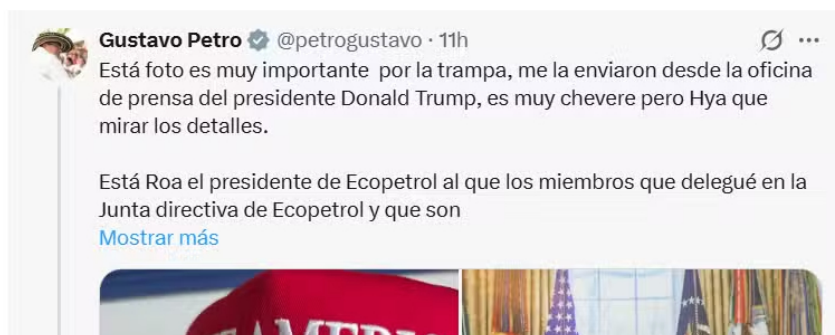 Gustavo Petro @petrogustavo · 11h
Está foto es muy importante por la trampa, me la enviaron desde la oficina
de prensa del presidente Donald Trump, es muy chevere pero Hya que
mirar los detalles.
Está Roa el presidente de Ecopetrol al que los miembros que delegué en la
Junta directiva de Ecopetrol y que son
Mostrar más